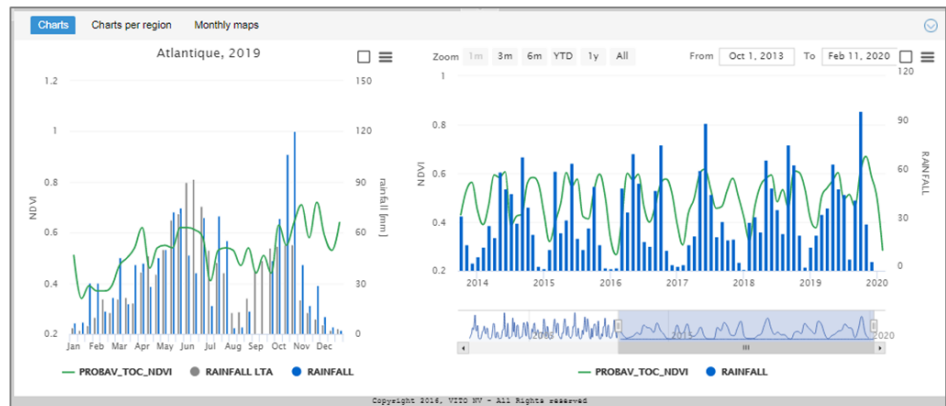 Charts Charts per region Monthly maps
Atlantique, 2019
1.2
1
0.8
0.6
0.4
0.2
NDVI
150
120
90
60
30
0
rainfall [mm]
Jan Feb Mar Apr May Jun Jul Aug Sep Oct Nov Dec
PROBAV_TOC_NDVI RAINFALL LTA RAINFALL
Zoom 1m 3m 6m YTD 1y All From Oct 1, 2013 To Feb 11, 2020
1
0.8
0.6
0.4
0.2
NDVI
120
90
60
30
0
RAINFALL
2014 2015 2016 2017 2018 2019 2020
2015 2020
PROBAV_TOC_NDVI RAINFALL
Copyright 2016, VITO NV - All Rights reserved